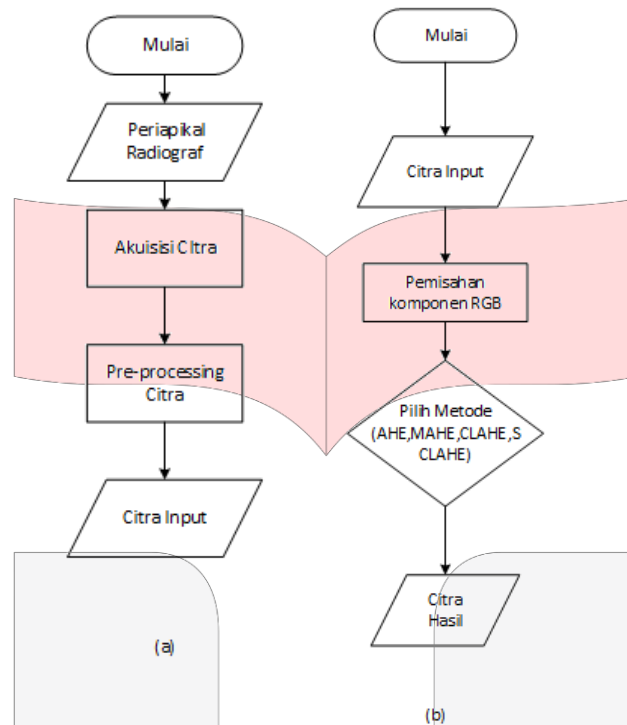 Mulai
Periapikal
Radiograf
Akuisisi CItra
Pre-processing
Citra
Citra Input
(a)
Mulai
Citra Input
Pemisahan
komponen RGB
Pilih Metode
(AHE,MAHE,CLAHE,S
CLAHE)
Citra
Hasil
(b)